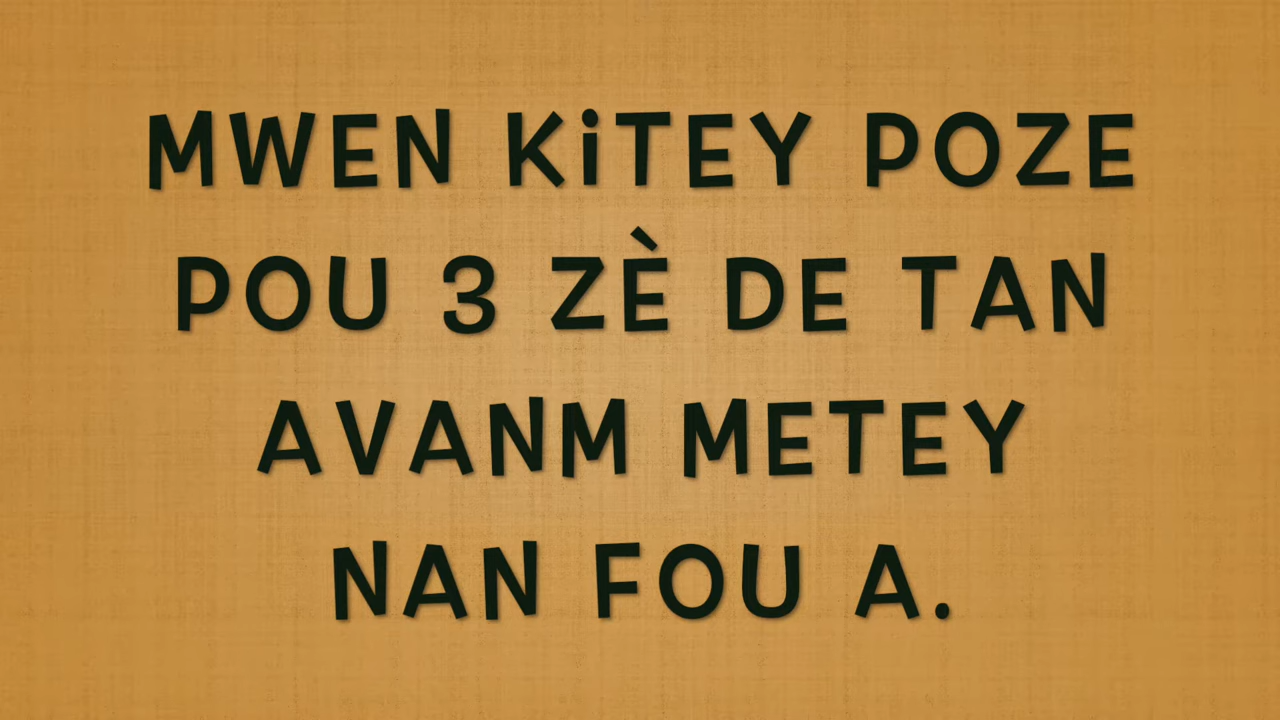 MWEN KiTEY POZE
POU 3 ZÈ DE TAN
AVANM METEY
NAN FOU A.